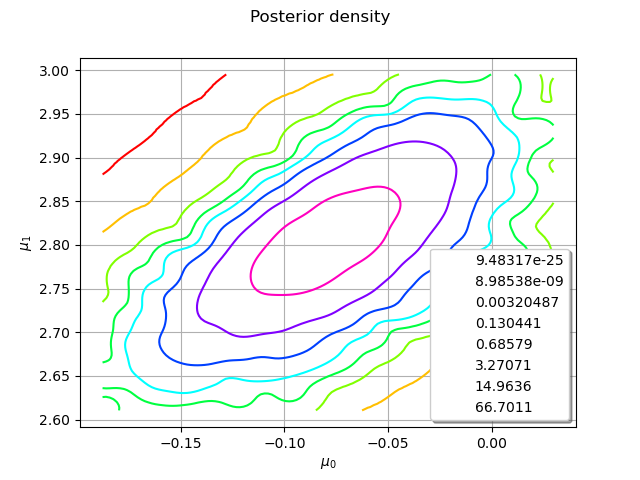 Posterior density
3.00
2.95
2.90
2.85
2.80
2.75
2.70
2.65
2.60
μ1
9.48317e-25
8.98538e-09
0.00320487
0.130441
0.68579
3.27071
14.9636
66.7011
−0.15 −0.10 −0.05 0.00
μ0